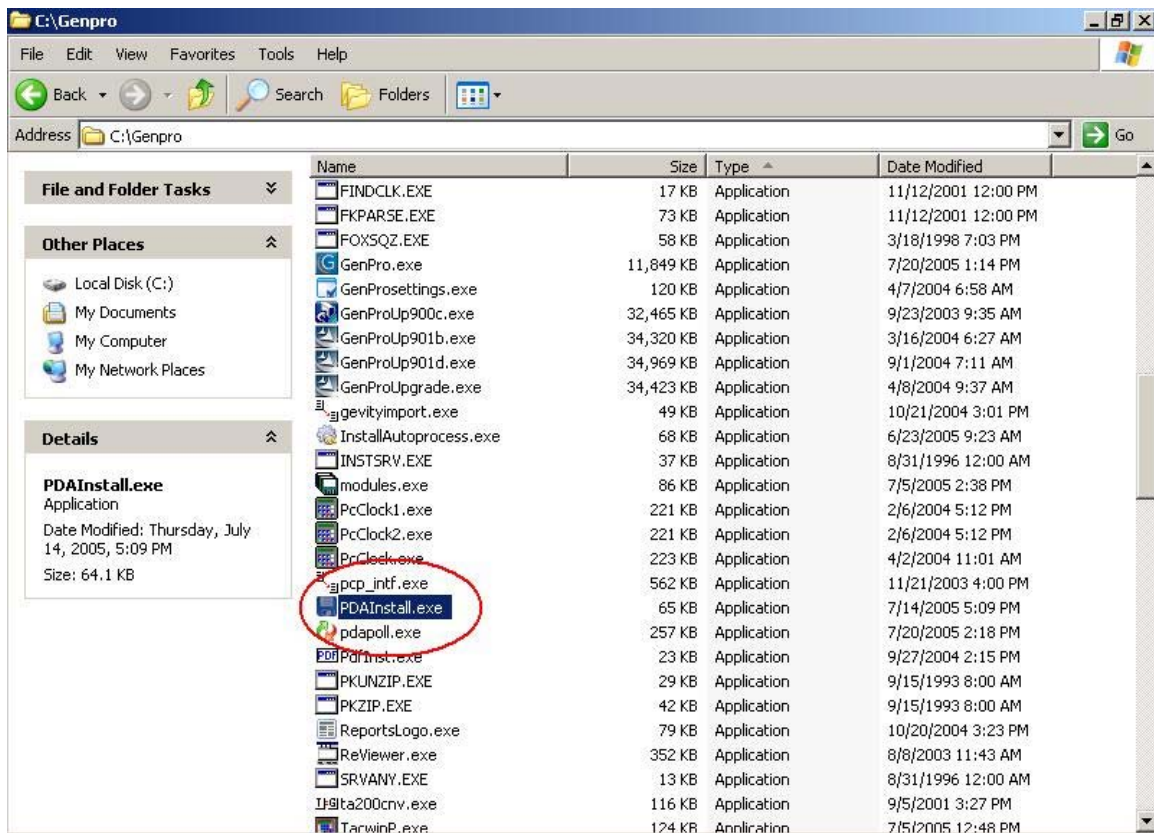 C:\Genpro
File Edit View Favorites Tools Help
Back Search Folders
Address C:\Genpro Go
File and Folder Tasks
Other Places
Local Disk (C:)
My Documents
My Computer
My Network Places
Details
PDAInstall.exe
Application
Date Modified: Thursday, July
14, 2005, 5:09 PM
Size: 64.1 KB
Name Size Type Date Modified
FINDCLK.EXE 17 KB Application 11/12/2001 12:00 PM
FKPARSE.EXE 73 KB Application 11/12/2001 12:00 PM
FOXSQZ.EXE 58 KB Application 3/18/1998 7:03 PM
GenPro.exe 11,849 KB Application 7/20/2005 1:14 PM
GenProsettings.exe 120 KB Application 4/7/2004 6:58 AM
GenProUp900c.exe 32,465 KB Application 9/23/2003 9:35 AM
GenProUp901b.exe 34,320 KB Application 3/16/2004 6:27 AM
GenProUp901d.exe 34,969 KB Application 9/1/2004 7:11 AM
GenProUpgrade.exe 34,423 KB Application 4/8/2004 9:37 AM
gevityimport.exe 49 KB Application 10/21/2004 3:01 PM
InstallAutoprocess.exe 68 KB Application 6/23/2005 9:23 AM
INSTSRV.EXE 37 KB Application 8/31/1996 12:00 AM
modules.exe 86 KB Application 7/5/2005 2:38 PM
PcClock1.exe 221 KB Application 2/6/2004 5:12 PM
PcClock2.exe 221 KB Application 2/6/2004 5:12 PM
PcClock.exe 223 KB Application 4/2/2004 11:01 AM
pcp_intf.exe 562 KB Application 11/21/2003 4:00 PM
PDAInstall.exe 65 KB Application 7/14/2005 5:09 PM
pdapoll.exe 257 KB Application 7/20/2005 2:18 PM
PdfInst.exe 23 KB Application 9/27/2004 2:15 PM
PKUNZIP.EXE 29 KB Application 9/15/1993 8:00 AM
PKZIP.EXE 42 KB Application 9/15/1993 8:00 AM
ReportsLogo.exe 79 KB Application 10/20/2004 3:23 PM
ReViewer.exe 352 KB Application 8/8/2003 11:43 AM
SRVANY.EXE 13 KB Application 8/31/1996 12:00 AM
ta200cnv.exe 116 KB Application 9/5/2001 3:27 PM
TacwinP.exe 124 KB Application 7/5/2005 12:48 PM